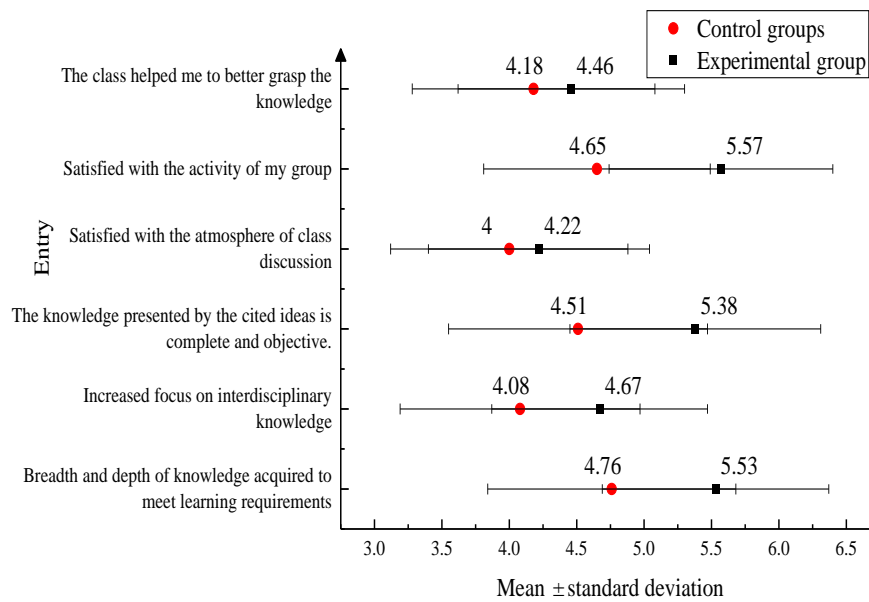 Control groups
Experimental group
The class helped me to better grasp the
knowledge
4.18
4.46
Satisfied with the activity of my group
4.65
5.57
Satisfied with the atmosphere of class
discussion
4
4.22
The knowledge presented by the cited ideas is
complete and objective.
4.51
5.38
Increased focus on interdisciplinary
knowledge
4.08
4.67
Breadth and depth of knowledge acquired to
meet learning requirements
4.76
5.53
Entry
3.0 3.5 4.0 4.5 5.0 5.5 6.0 6.5
Mean ±standard deviation